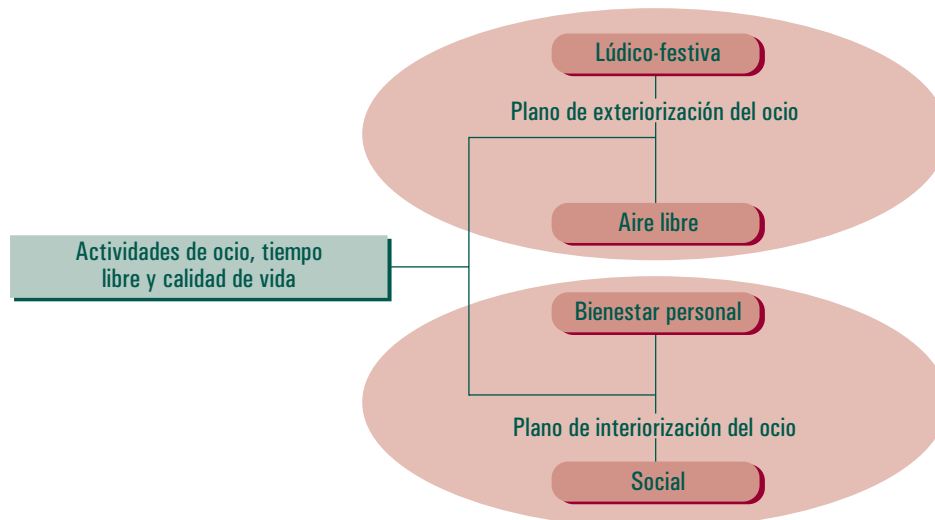 Lúdico-festiva
Plano de exteriorización del ocio
Aire libre
Actividades de ocio, tiempo
libre y calidad de vida
Bienestar personal
Plano de interiorización del ocio
Social